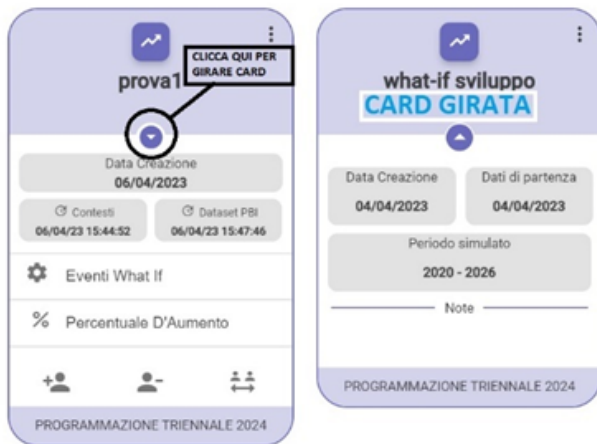 CLICCA QUI PER
GIRARE CARD
prova1
Data Creazione
06/04/2023
Contesti
06/04/23 15:44:52
Dataset PBI
06/04/23 15:47:46
Eventi What If
% Percentuale D'Aumento
PROGRAMMAZIONE TRIENNALE 2024
what-if sviluppo
CARD GIRATA
Data Creazione
04/04/2023
Dati di partenza
04/04/2023
Periodo simulato
2020 - 2026
Note
PROGRAMMAZIONE TRIENNALE 2024